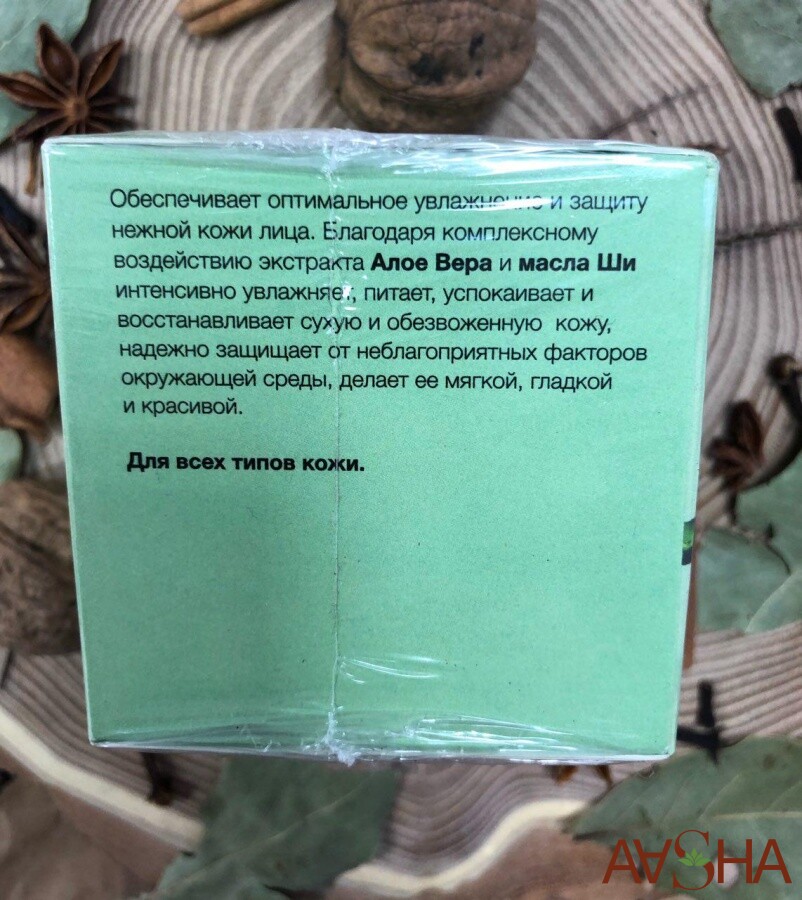 Обеспечивает оптимальное увлажнение и защиту
нежной кожи лица. Благодаря комплексному
воздействию экстракта Алое Вера и масла Ши
интенсивно увлажняет, питает, успокаивает и
восстанавливает сухую и обезвоженную кожу,
надежно защищает от неблагоприятных факторов
окружающей среды, делает ее мягкой, гладкой
и красивой.
Для всех типов кожи.
AASHA